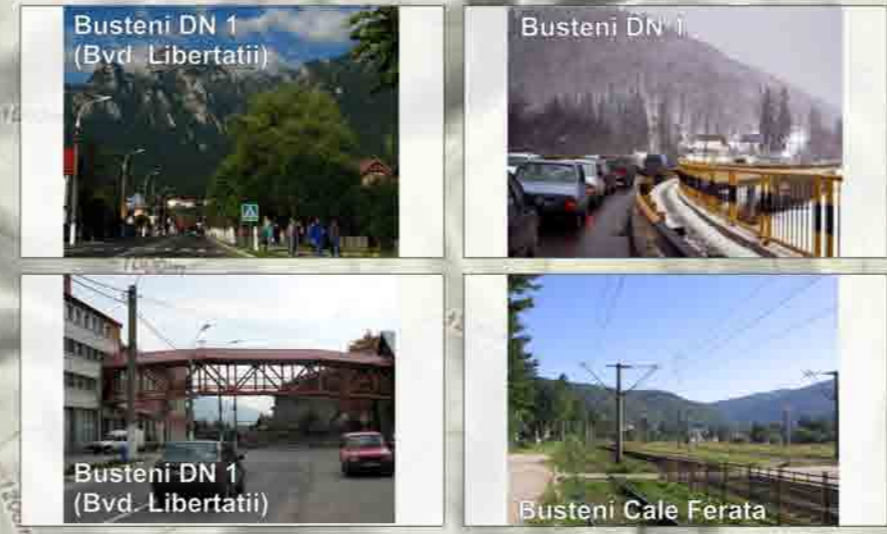 Busteni DN 1
(Bvd. Libertatii)
Busteni DN 1
Busteni DN 1
(Bvd. Libertatii)
Busteni Cale Ferata